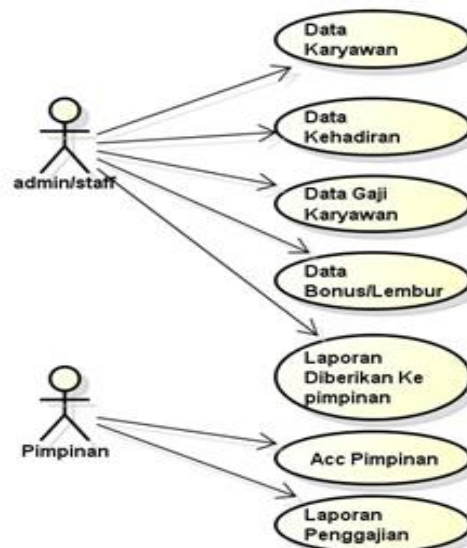 Data
Karyawan
Data
Kehadiran
admin/staff
Data Gaji
Karyawan
Data
Bonus/Lembur
Laporan
Diberikan Ke
pimpinan
Pimpinan
Acc Pimpinan
Laporan
Penggajian